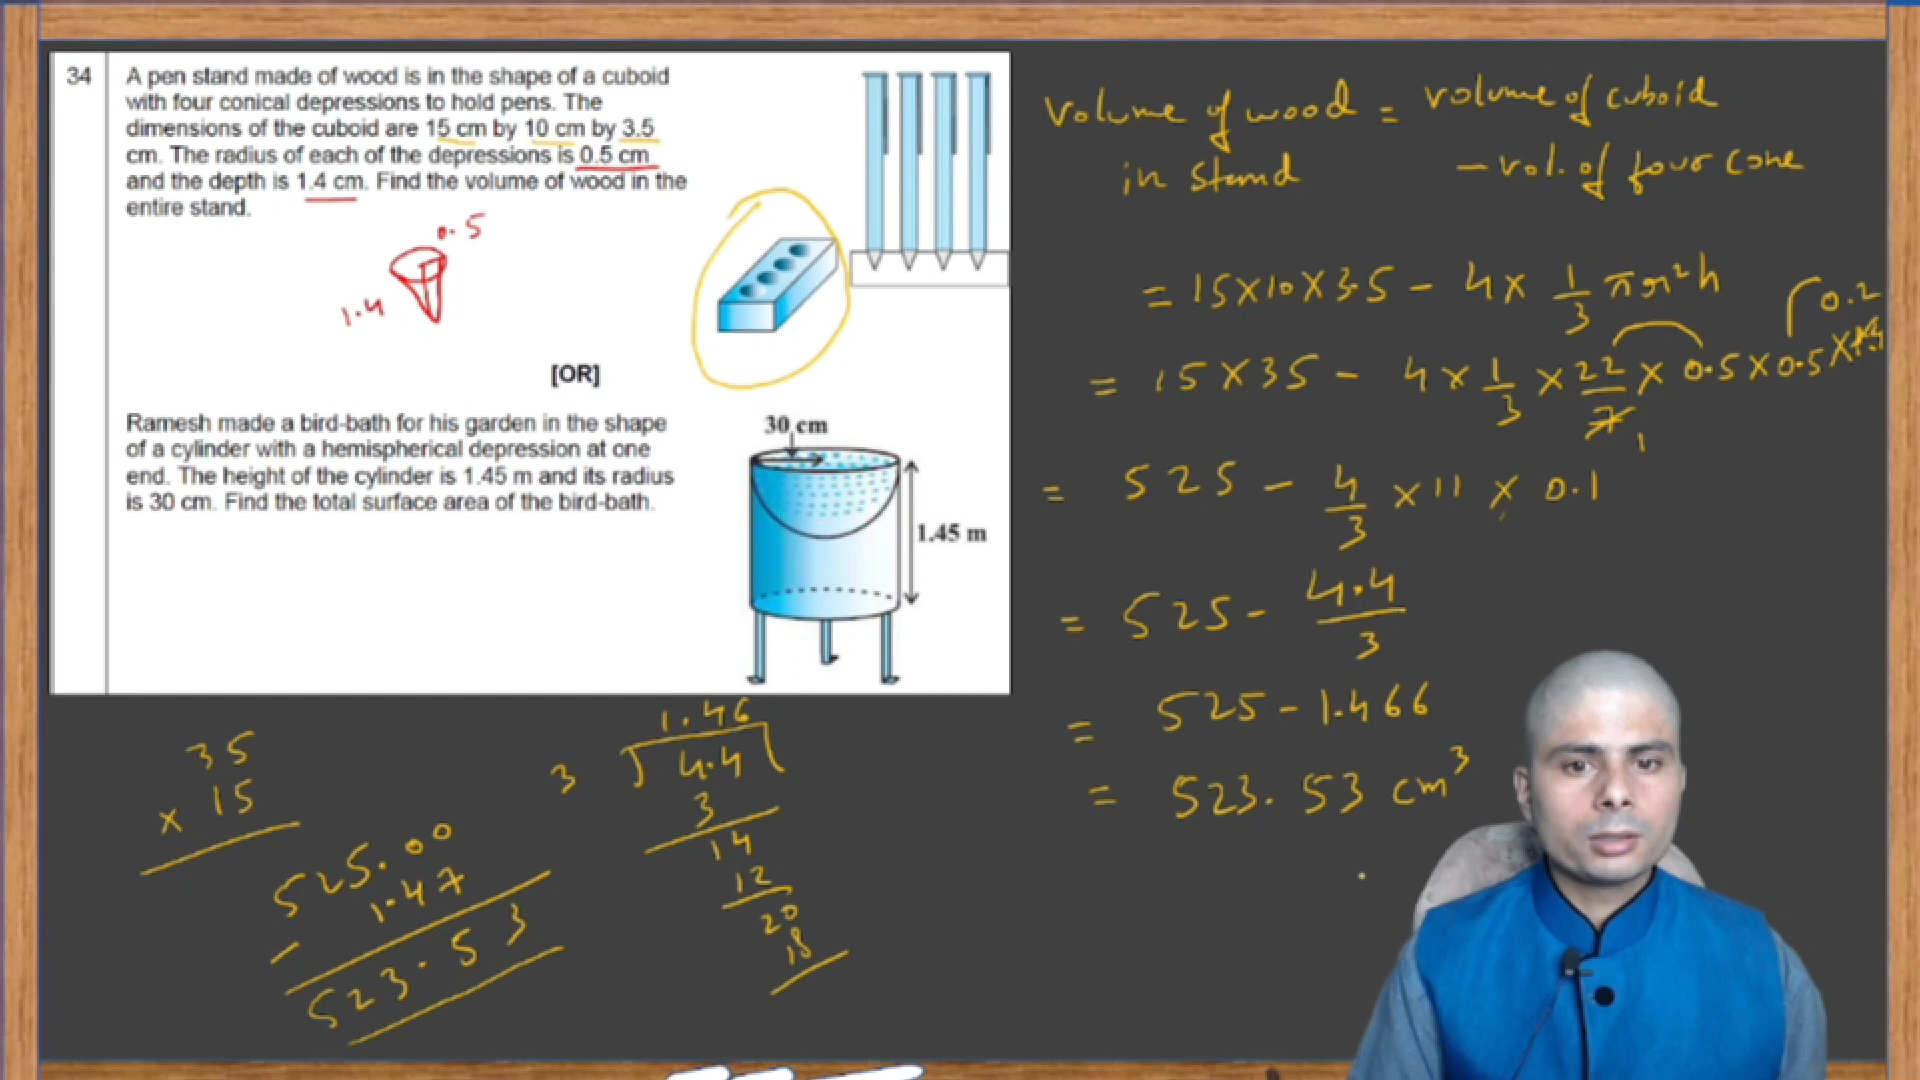 34
A pen stand made of wood is in the shape of a cuboid
with four conical depressions to hold pens. The
dimensions of the cuboid are 15 cm by 10 cm by 3.5
cm. The radius of each of the depressions is 0.5 cm
and the depth is 1.4 cm. Find the volume of wood in the
entire stand.
0.5
1.4
[OR]
Ramesh made a bird-bath for his garden in the shape
of a cylinder with a hemispherical depression at one
end. The height of the cylinder is 1.45 m and its radius
is 30 cm. Find the total surface area of the bird-bath.
30 cm
1.45 m
volume of wood = volume of cuboid
in stand - vol. of four cone
= 15×10×3.5 - 4× 1/3 πr²h
0.2
= 15×35 - 4×1/3×22/7×0.5×0.5×1.4
1
= 525 - 4/3 ×11× 0.1
= 525 - 4.4/3
= 525 - 1.466
= 523.53 cm³
35
× 15
525.00
- 1.47
523.53
1.46
3 4.4
3
14
12
20
18